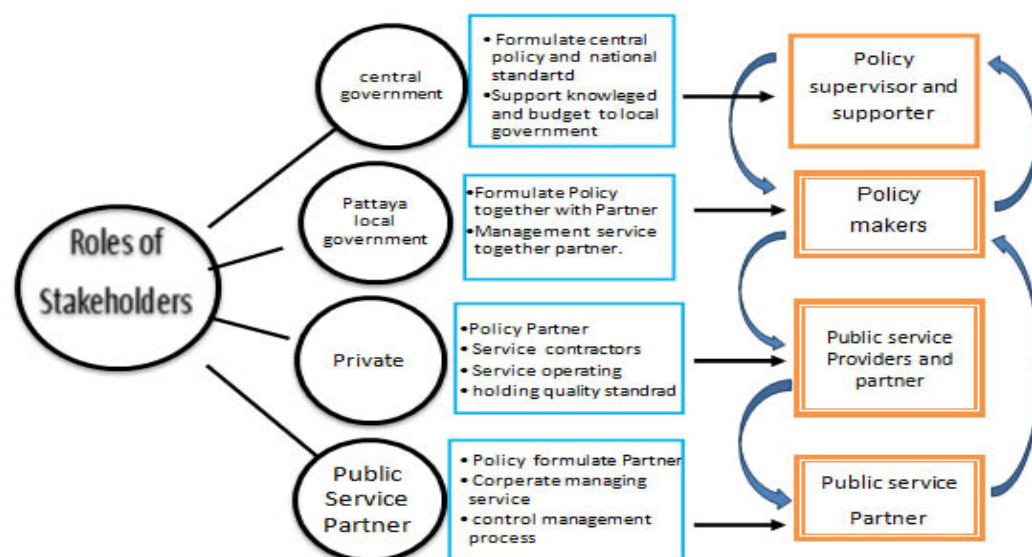 Roles of
Stakeholders
central
government
• Formulate central
policy and national
standartd
• Support knowleged
and budget to local
government
Policy
supervisor and
supporter
Pattaya
local
government
•Formulate Policy
together with Partner
•Management service
together partner.
Policy
makers
Private
•Policy Partner
•Service contractors
•Service operating
•holding quality standrad
Public service
Providers and
partner
Public
Service
Partner
• Policy formulate Partner
• Corperate managing
service
• control management
process
Public service
Partner